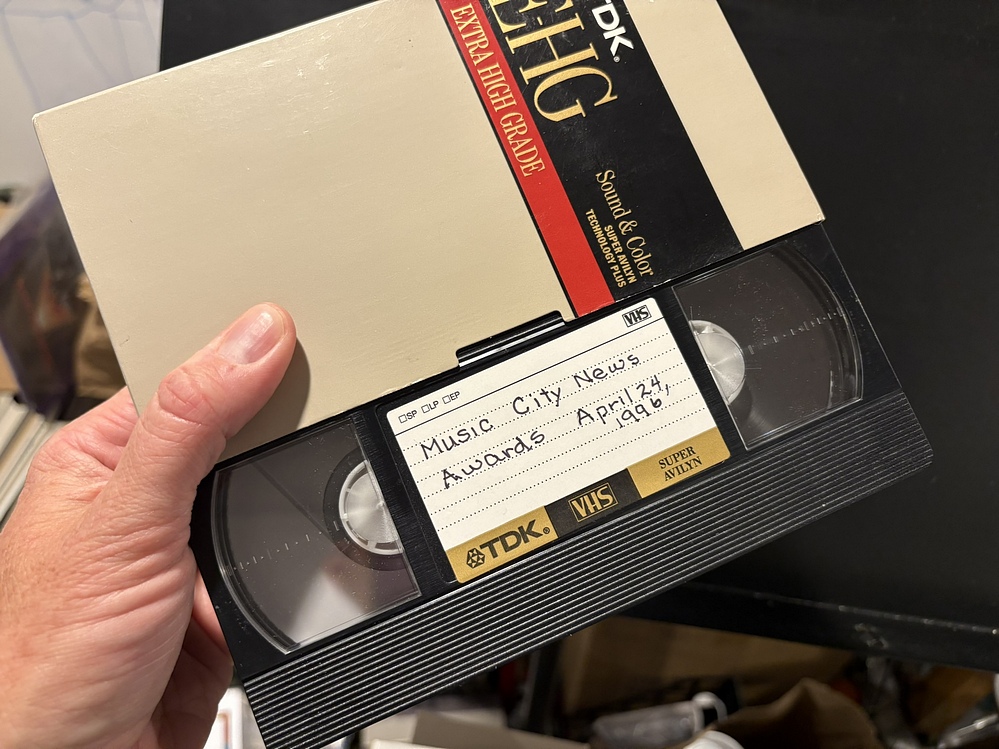 TDK®
EHG
EXTRA HIGH GRADE
Sound & Color
SUPER AVILYN
TECHNOLOGY PLUS
VHS
□SP □LP □EP
Music City News
Awards April 24,
1996
TDK®
VHS
SUPER
AVILYN